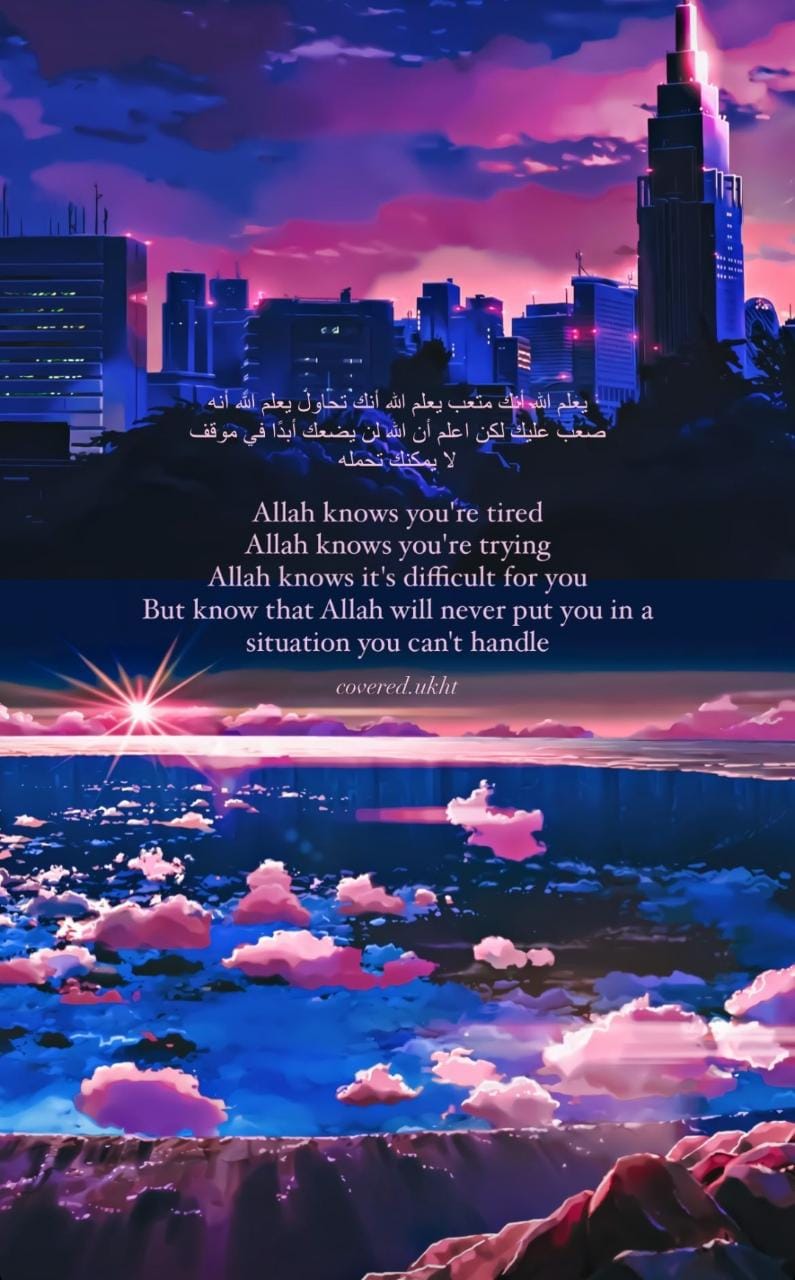 يعلم الله أنك متعب يعلم الله أنك تحاول يعلم الله أنه
صعب عليك لكن اعلم أن الله لن يضعك أبدًا في موقف
لا يمكنك تحمله
Allah knows you're tired
Allah knows you're trying
Allah knows it's difficult for you
But know that Allah will never put you in a
situation you can't handle
covered.ukht